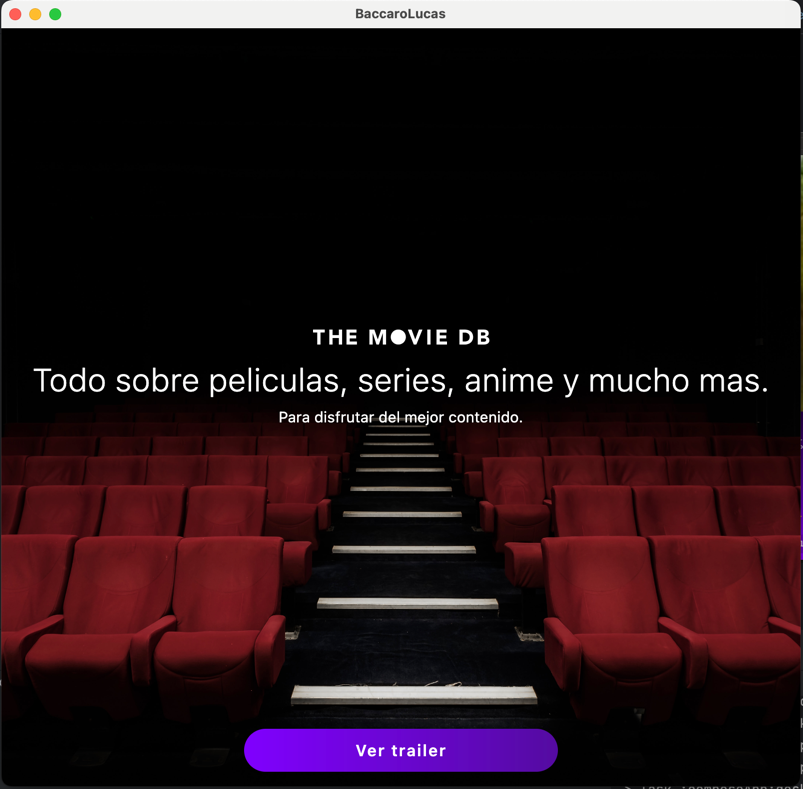 BaccaroLucas
THE MOVIE DB
Todo sobre peliculas, series, anime y mucho mas.
Para disfrutar del mejor contenido.
Ver trailer